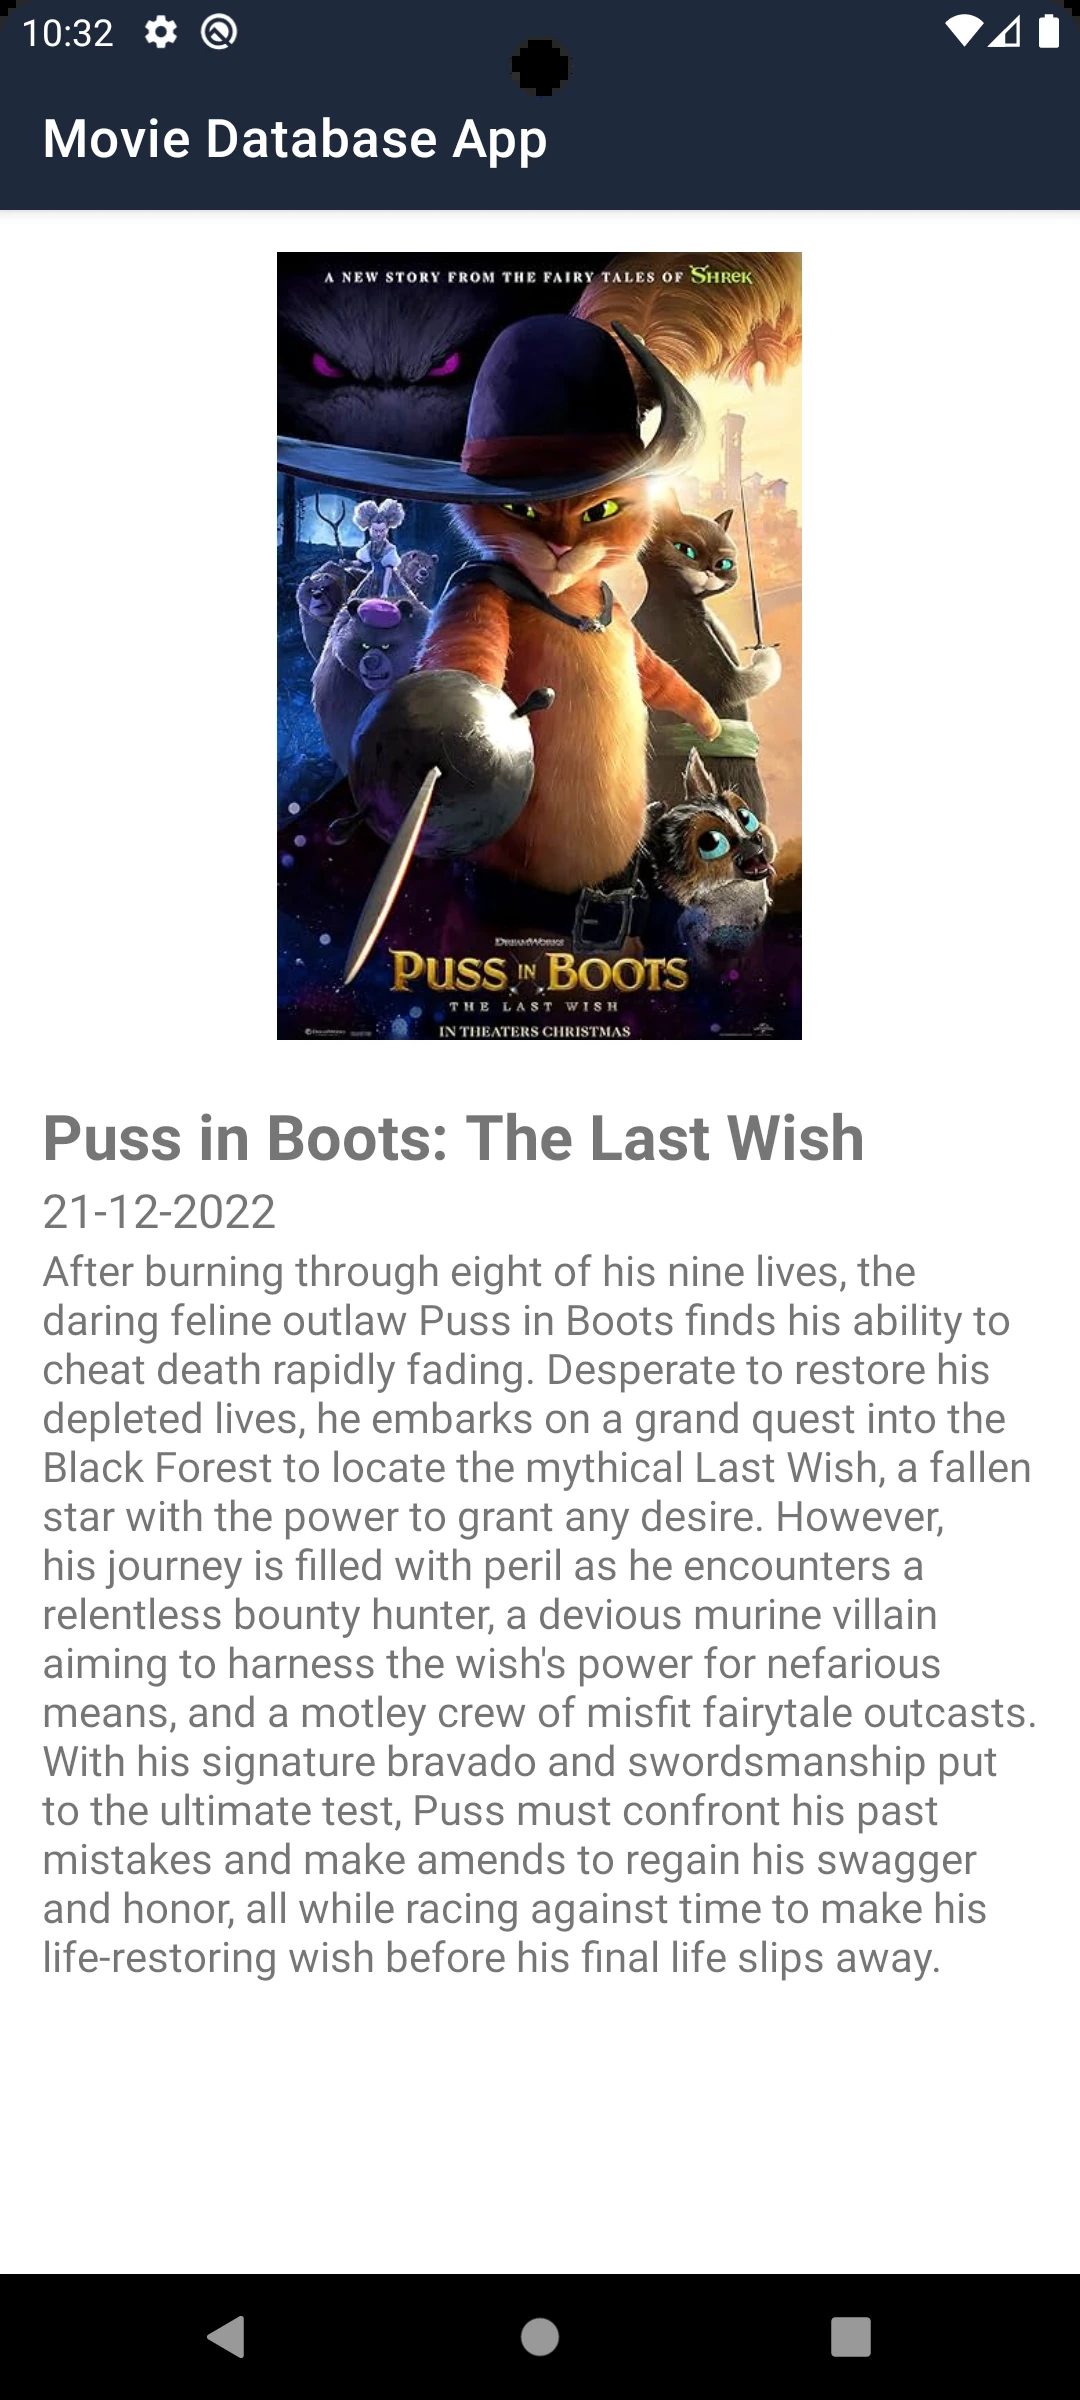 10:32
Movie Database App
A NEW STORY FROM THE FAIRY TALES OF SHREK
DREAMWORKS
PUSS IN BOOTS
THE LAST WISH
IN THEATERS CHRISTMAS
Puss in Boots: The Last Wish
21-12-2022
After burning through eight of his nine lives, the
daring feline outlaw Puss in Boots finds his ability to
cheat death rapidly fading. Desperate to restore his
depleted lives, he embarks on a grand quest into the
Black Forest to locate the mythical Last Wish, a fallen
star with the power to grant any desire. However,
his journey is filled with peril as he encounters a
relentless bounty hunter, a devious murine villain
aiming to harness the wish's power for nefarious
means, and a motley crew of misfit fairytale outcasts.
With his signature bravado and swordsmanship put
to the ultimate test, Puss must confront his past
mistakes and make amends to regain his swagger
and honor, all while racing against time to make his
life-restoring wish before his final life slips away.